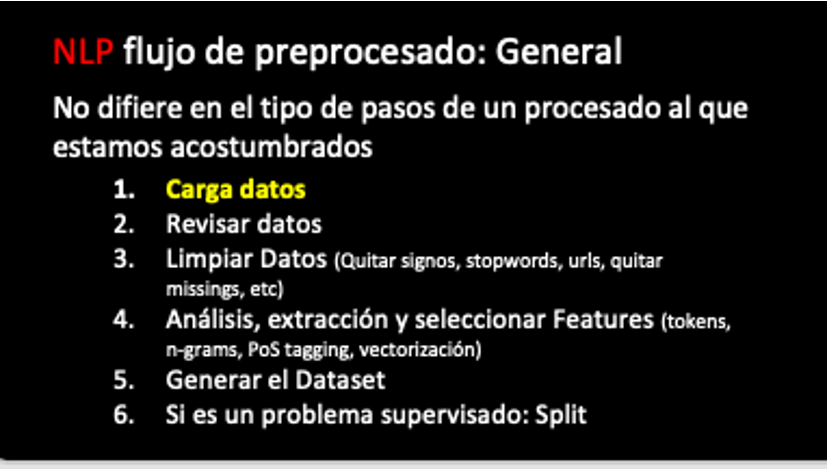 NLP flujo de preprocesado: General
No difiere en el tipo de pasos de un procesado al que
estamos acostumbrados
1. Carga datos
2. Revisar datos
3. Limpiar Datos (Quitar signos, stopwords, urls, quitar
missings, etc)
4. Análisis, extracción y seleccionar Features (tokens,
n-grams, PoS tagging, vectorización)
5. Generar el Dataset
6. Si es un problema supervisado: Split